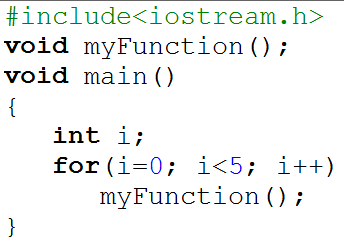 #include<iostream.h>
void myFunction();
void main()
{
int i;
for(i=0; i<5; i++)
myFunction();
}